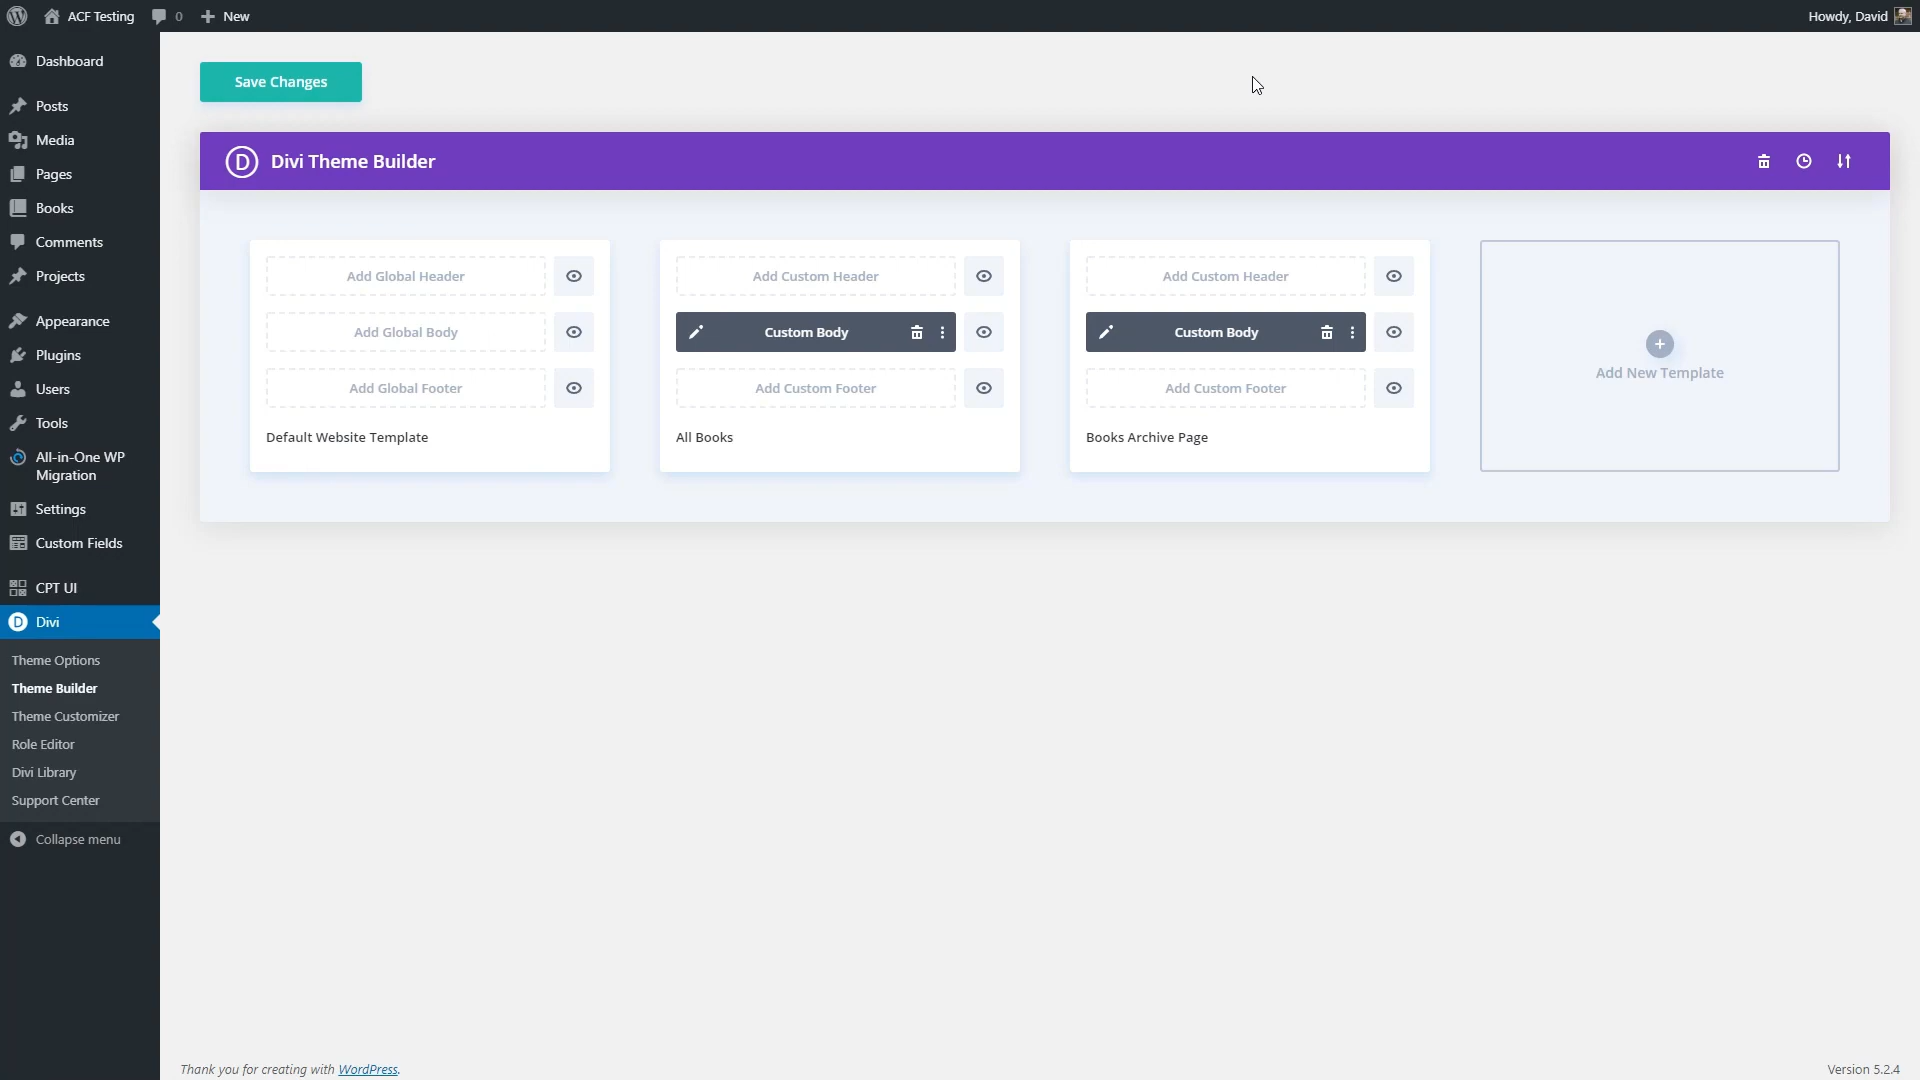 ACF Testing
0
New
Howdy, David
Dashboard
Posts
Media
Pages
Books
Comments
Projects
Appearance
Plugins
Users
Tools
All-in-One WP
Migration
Settings
Custom Fields
CPT UI
Divi
Theme Options
Theme Builder
Theme Customizer
Role Editor
Divi Library
Support Center
Collapse menu
Save Changes
D Divi Theme Builder
Add Global Header
Add Global Body
Add Global Footer
Default Website Template
Add Custom Header
Custom Body
Add Custom Footer
All Books
Add Custom Header
Custom Body
Add Custom Footer
Books Archive Page
Add New Template
Thank you for creating with WordPress.
Version 5.2.4